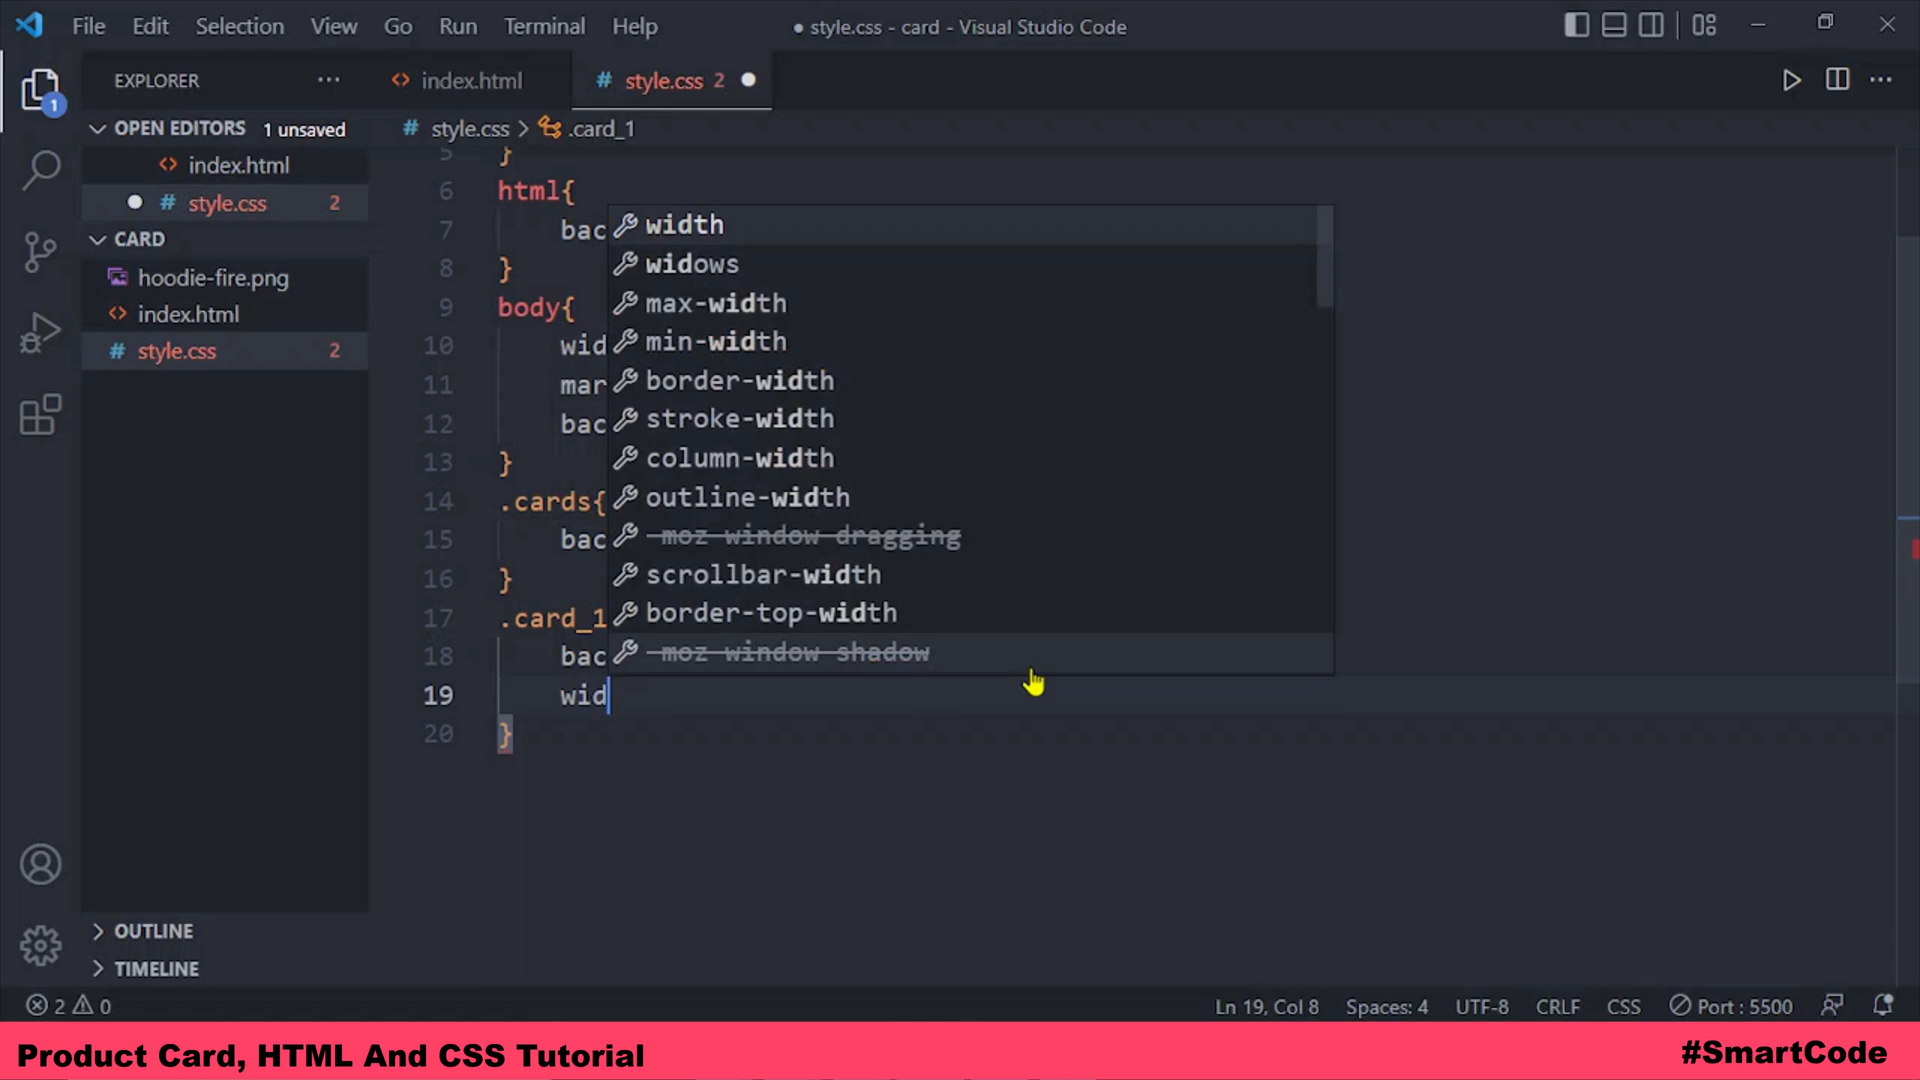 File Edit Selection View Go Run Terminal Help ● style.css - card - Visual Studio Code
EXPLORER ··· <> index.html # style.css 2 ●
OPEN EDITORS 1 unsaved # style.css > .card_1
<> index.html
● # style.css 2
CARD
hoodie-fire.png
<> index.html
# style.css 2
5 }
6 html{
7 bac
8 }
9 body{
10 wid
11 mar
12 bac
13 }
14 .cards{
15 bac
16 }
17 .card_1
18 bac
19 wid
20 }
width
widows
max-width
min-width
border-width
stroke-width
column-width
outline-width
-moz-window-dragging
scrollbar-width
border-top-width
-moz-window-shadow
1
OUTLINE
TIMELINE
2 0 Ln 19, Col 8 Spaces: 4 UTF-8 CRLF CSS Port : 5500
Product Card, HTML And CSS Tutorial #SmartCode